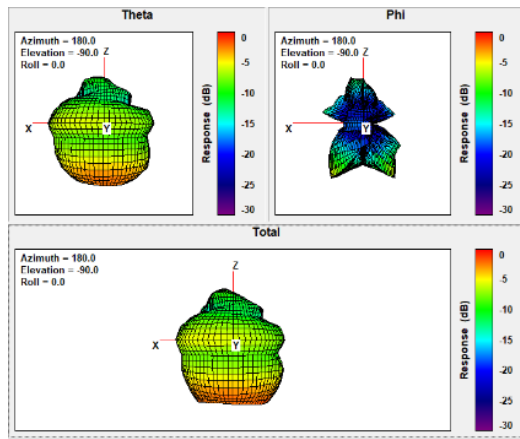 Theta
Azimuth = 180.0
Elevation = -90.0
Roll = 0.0
Z
X
Y
0
-5
-10
-15
-20
-25
-30
Response (dB)
Phi
Azimuth = 180.0
Elevation = -90.0
Roll = 0.0
Z
X
Y
0
-5
-10
-15
-20
-25
-30
Response (dB)
Total
Azimuth = 180.0
Elevation = -90.0
Roll = 0.0
Z
X
Y
0
-5
-10
-15
-20
-25
-30
Response (dB)